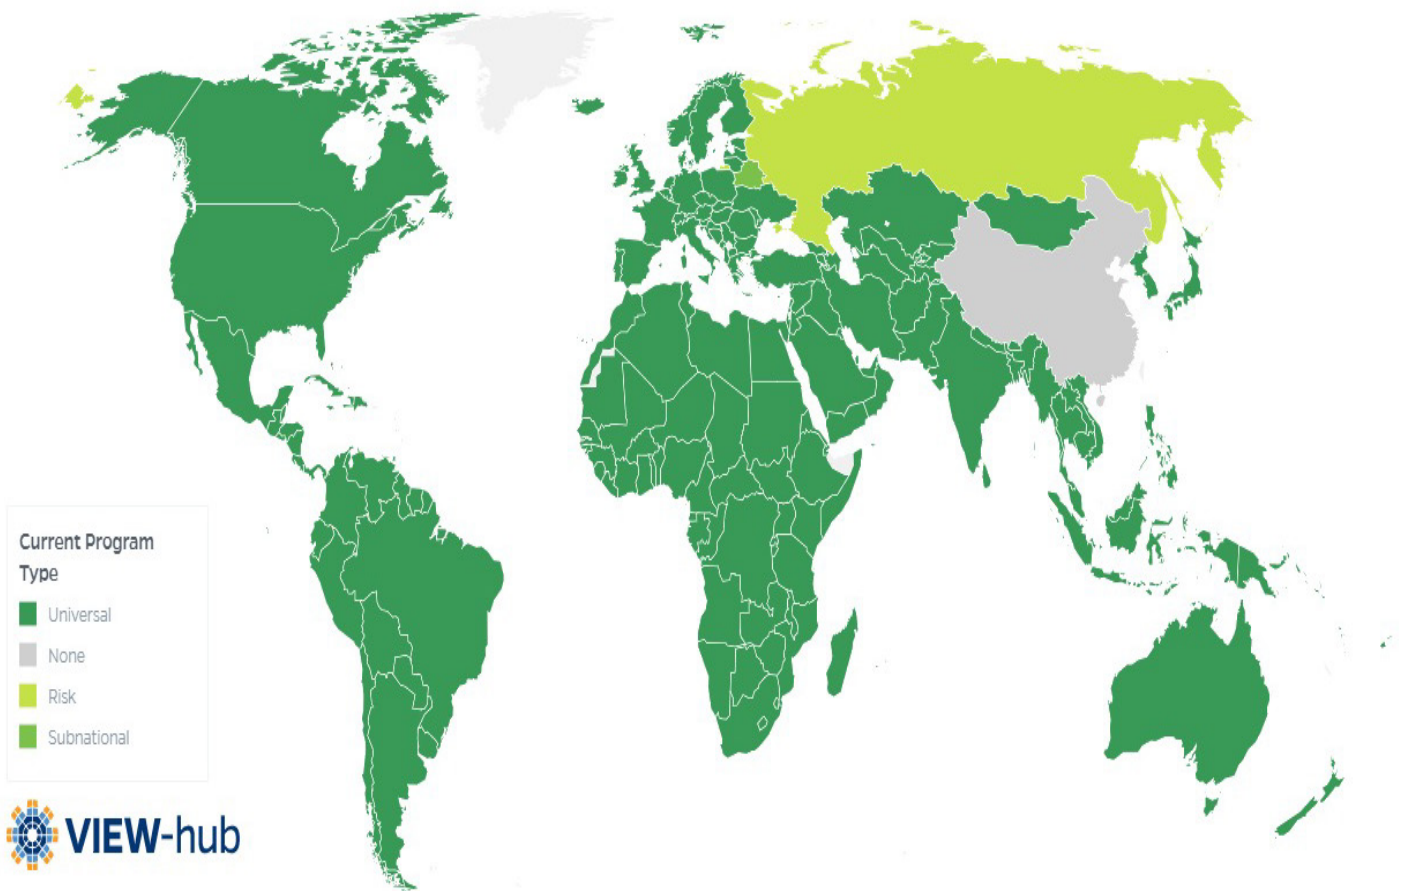 Current Program
Type
Universal
None
Risk
Subnational
VIEW-hub